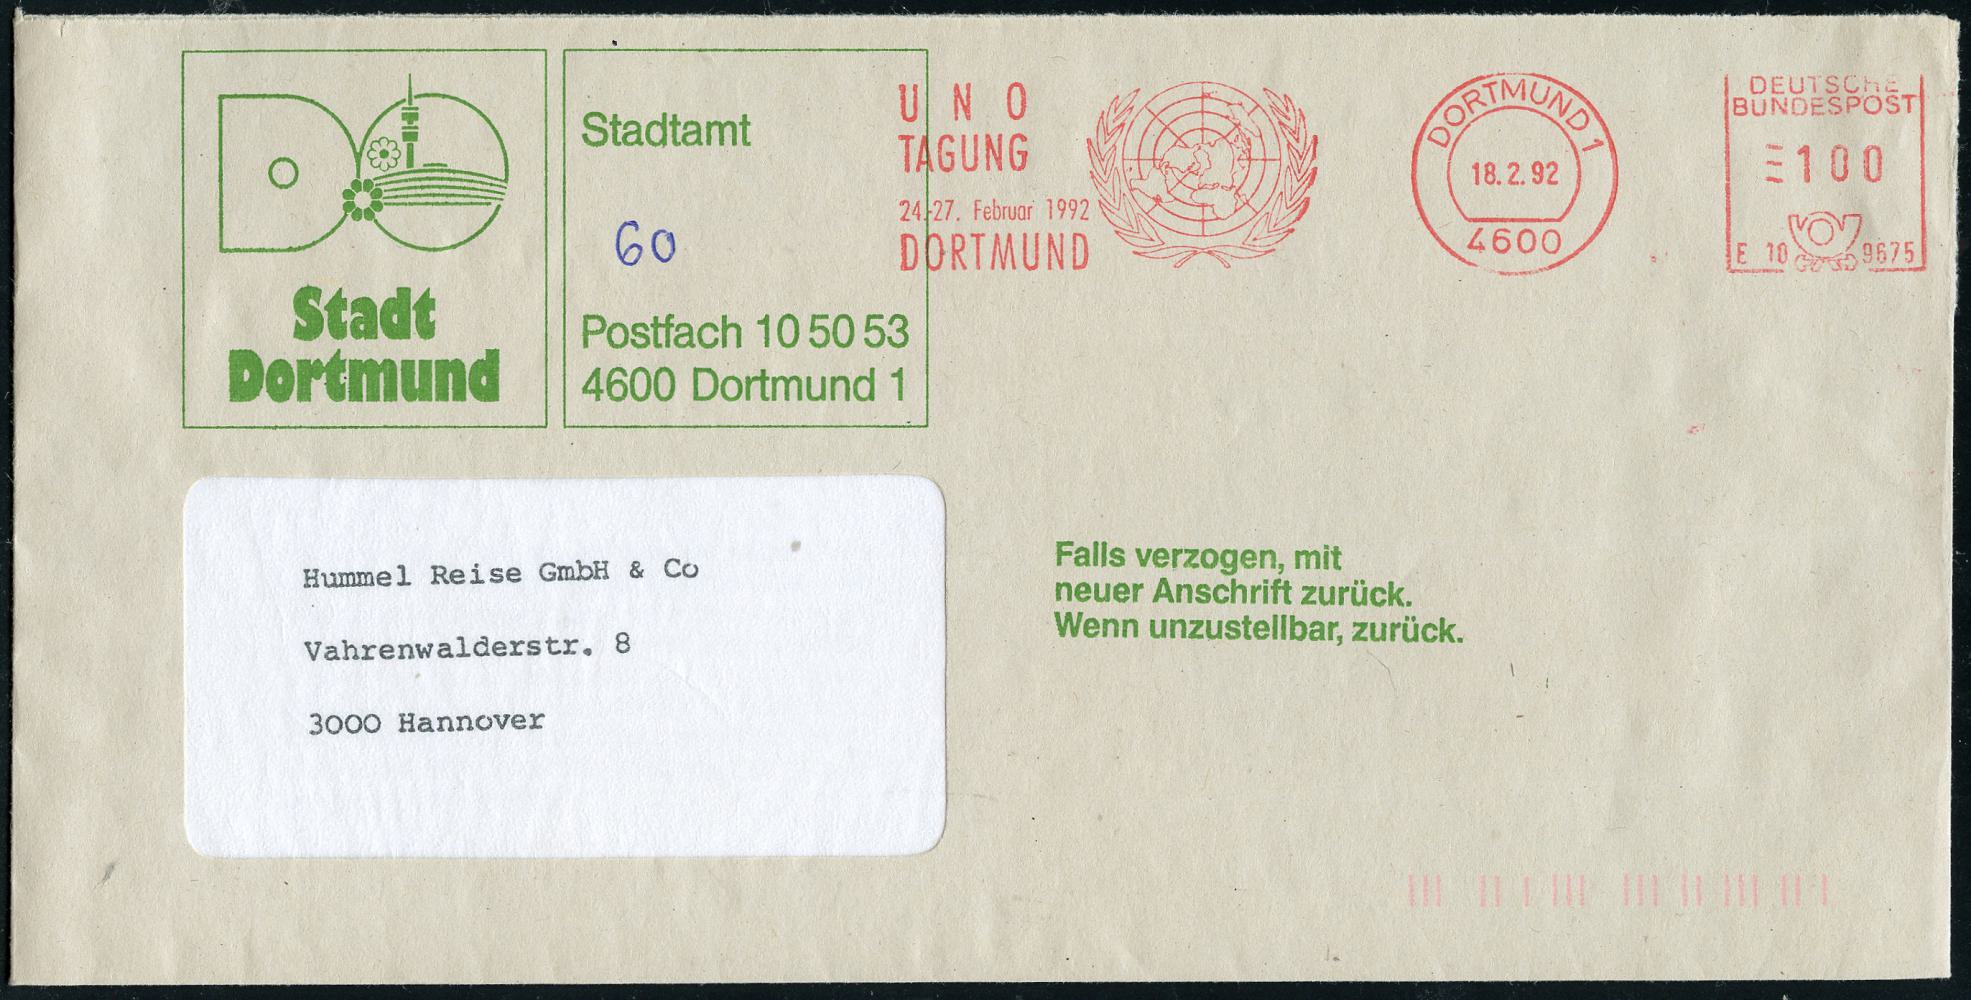 DO
Stadt
Dortmund
Stadtamt
60
Postfach 10 50 53
4600 Dortmund 1
UNO
TAGUNG
24.-27. Februar 1992
DORTMUND
DORTMUND 1
18.2.92
4600
DEUTSCHE
BUNDESPOST
100
E 10 9675
Hummel Reise GmbH & Co
Vahrenwalderstr. 8
3000 Hannover
Falls verzogen, mit
neuer Anschrift zurück.
Wenn unzustellbar, zurück.